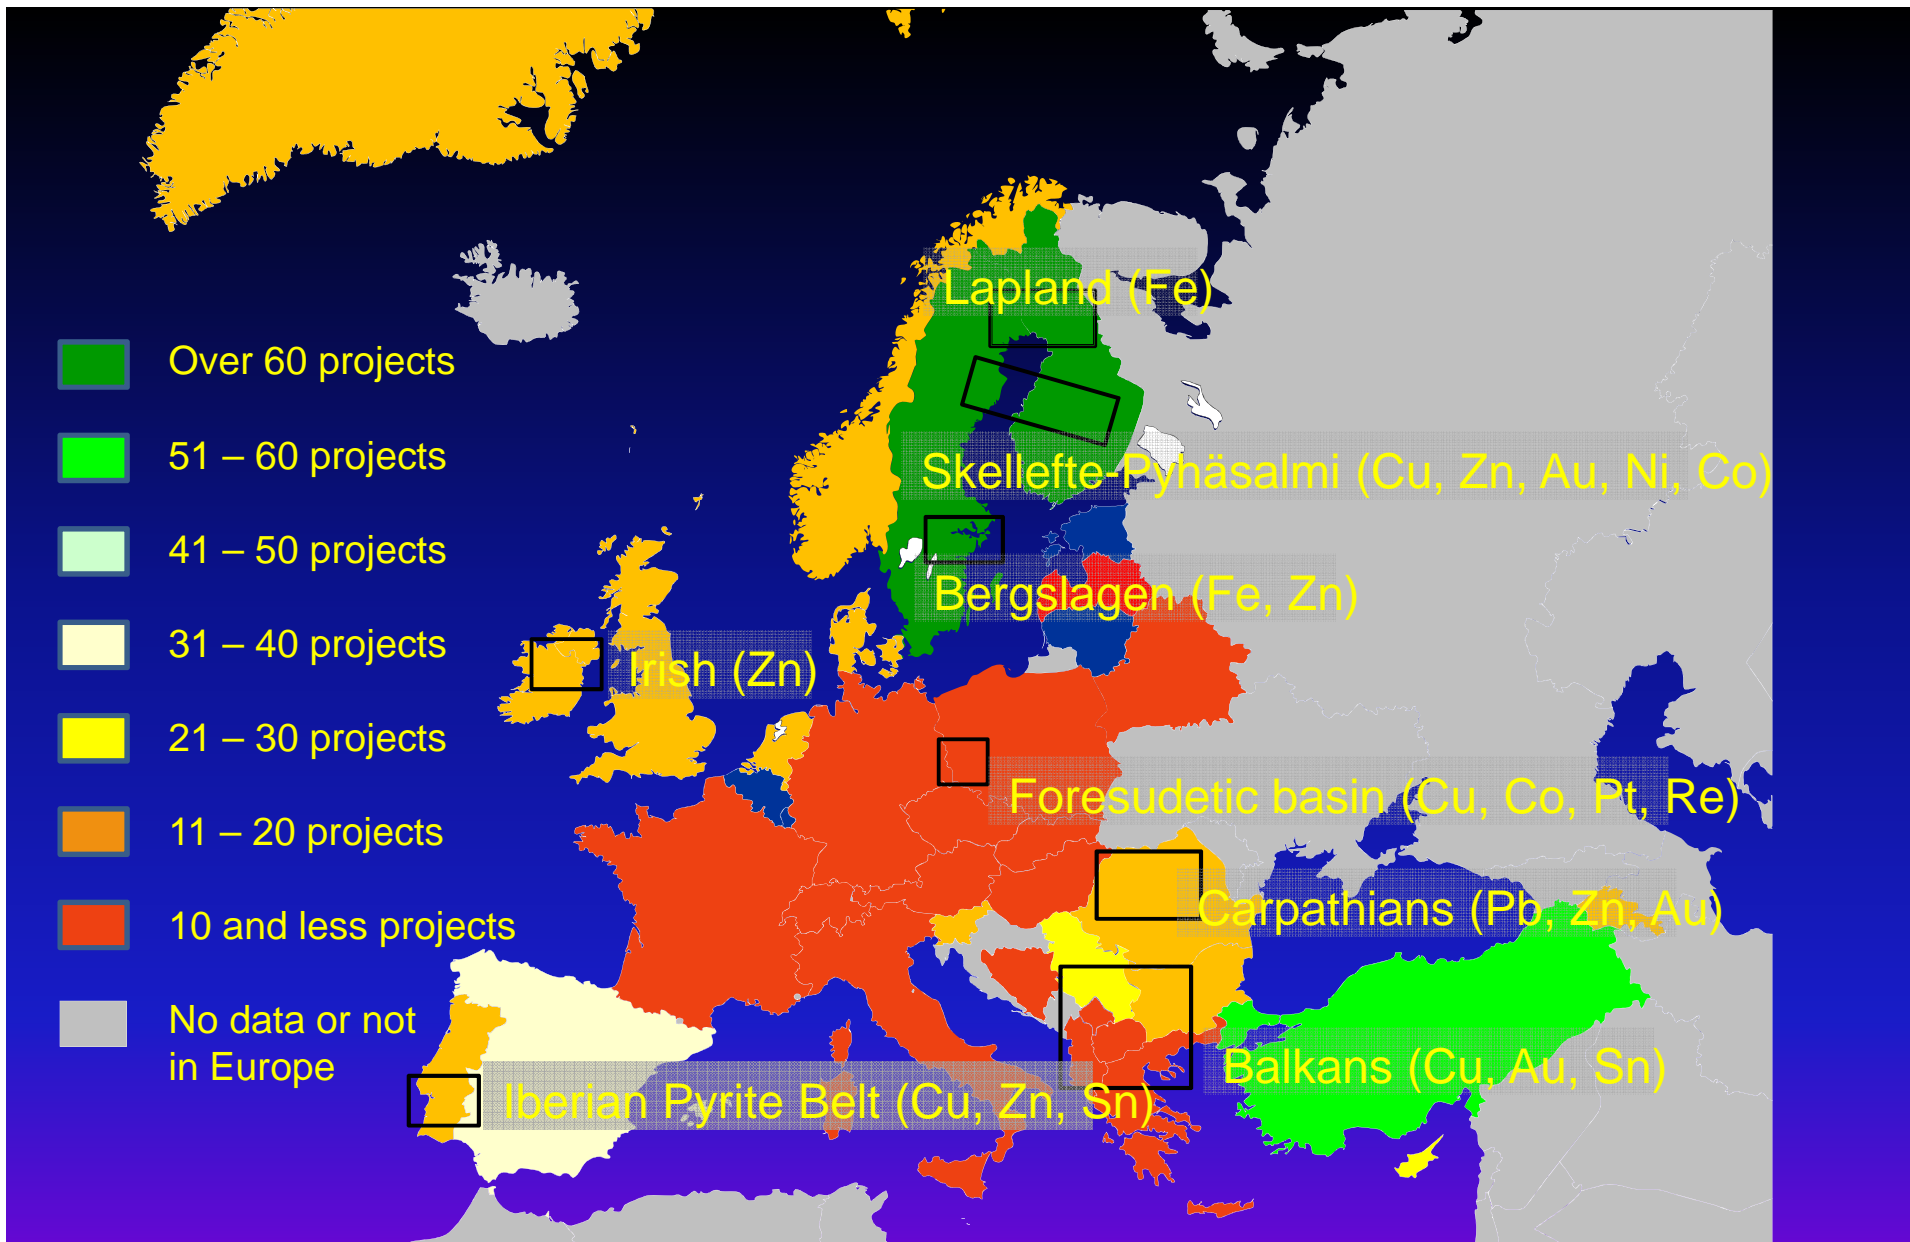 Lapland (Fe)
Over 60 projects
51 – 60 projects
Skellefte-Pyhäsalmi (Cu, Zn, Au, Ni, Co)
41 – 50 projects
Bergslagen (Fe, Zn)
31 – 40 projects
Irish (Zn)
21 – 30 projects
Foresudetic basin (Cu, Co, Pt, Re)
11 – 20 projects
Carpathians (Pb, Zn, Au)
10 and less projects
No data or not
in Europe
Balkans (Cu, Au, Sn)
Iberian Pyrite Belt (Cu, Zn, Sn)